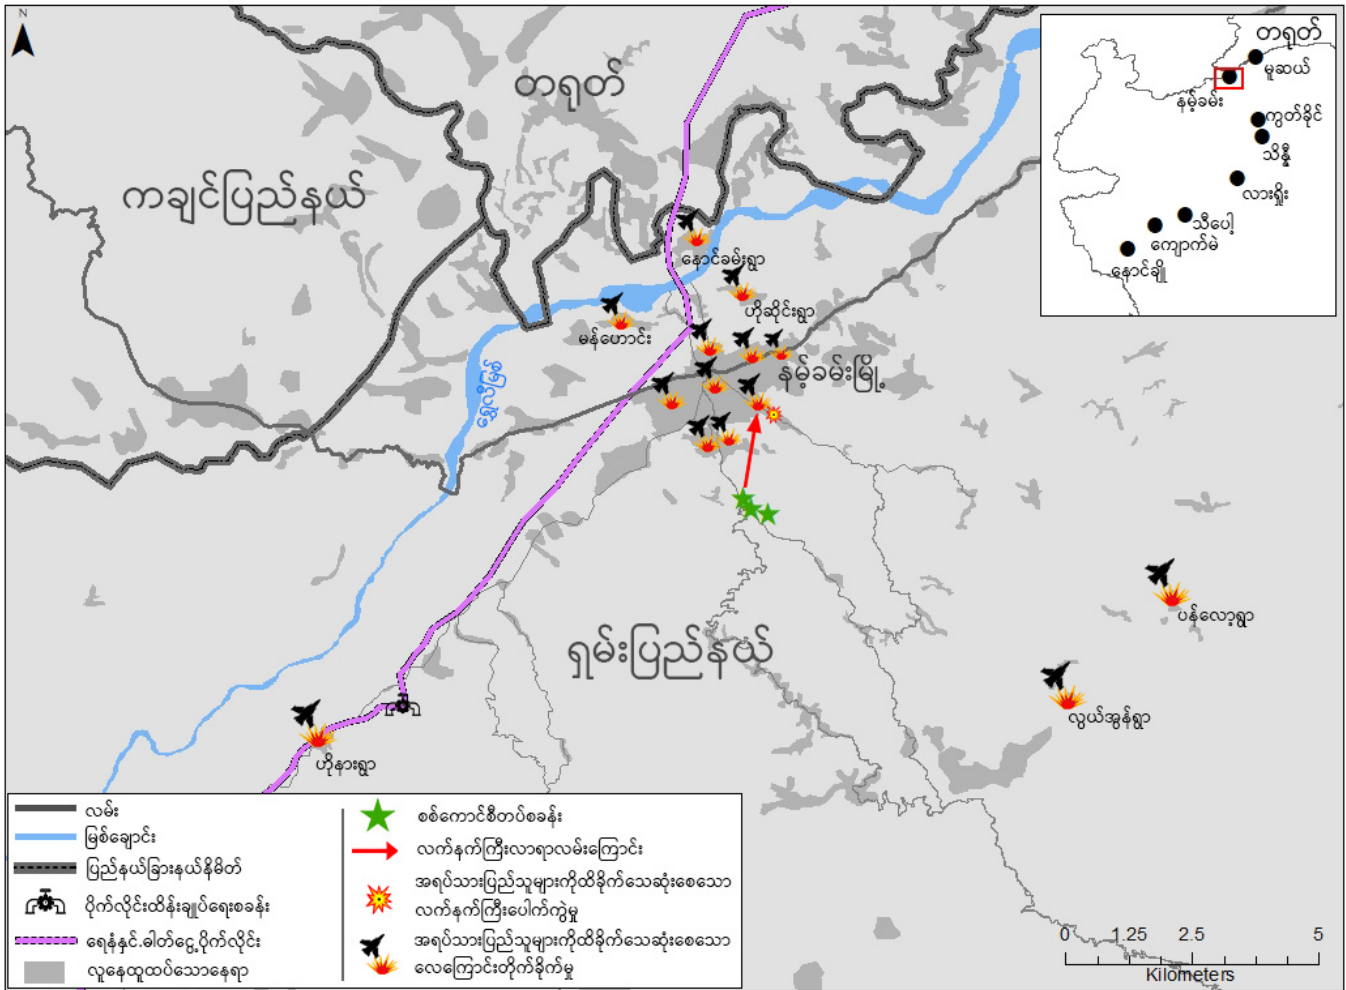 N
တရုတ်
ကချင်ပြည်နယ်
နောင်ခမ်းရွာ
ဟိုဆိုင်းရွာ
မန်ဟောင်း
နမ့်ခမ်းမြို့
ရွှေလီမြစ်
ရှမ်းပြည်နယ်
ပန်လော့ရွာ
လွယ်အွန်ရွာ
ဟိုနားရွာ
တရုတ်
မူဆယ်
နမ့်ခမ်း
ကွတ်ခိုင်
သိန္နီ
လားရှိုး
သီပေါ့
ကျောက်မဲ
နောင်ချို
လမ်း
မြစ်ချောင်း
ပြည်နယ်ခြားနယ်နိမိတ်
ပိုက်လိုင်းထိန်းချုပ်ရေးစခန်း
ရေနံနှင့်.ဓါတ်ငွေ့ပိုက်လိုင်း
လူနေထူထပ်သောနေရာ
စစ်ကောင်စီတပ်စခန်း
လက်နက်ကြီးလာရာလမ်းကြောင်း
အရပ်သားပြည်သူများကိုထိခိုက်သေဆုံးစေသော
လက်နက်ကြီးပေါက်ကွဲမှု
အရပ်သားပြည်သူများကိုထိခိုက်သေဆုံးစေသော
လေကြောင်းတိုက်ခိုက်မှု
0 1.25 2.5 5
Kilometers